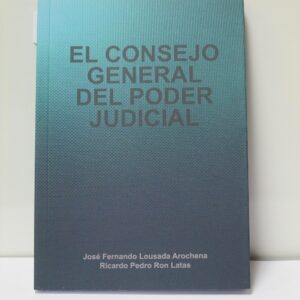 EL CONSEJO
GENERAL
DEL PODER
JUDICIAL
José Fernando Lousada Arochena
Ricardo Pedro Ron Latas